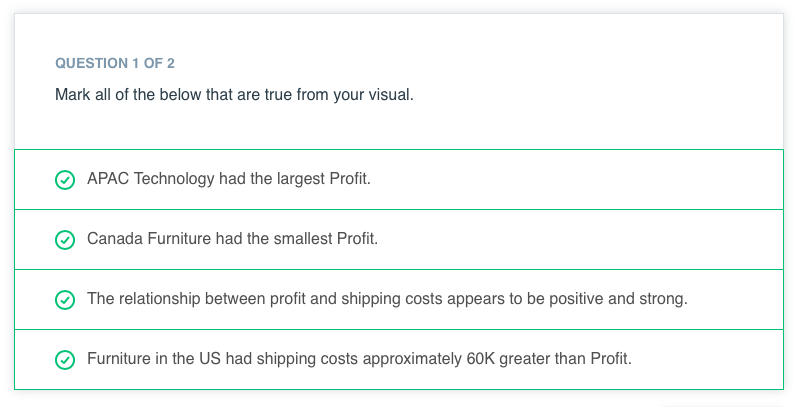 QUESTION 1 OF 2
Mark all of the below that are true from your visual.
APAC Technology had the largest Profit.
Canada Furniture had the smallest Profit.
The relationship between profit and shipping costs appears to be positive and strong.
Furniture in the US had shipping costs approximately 60K greater than Profit.